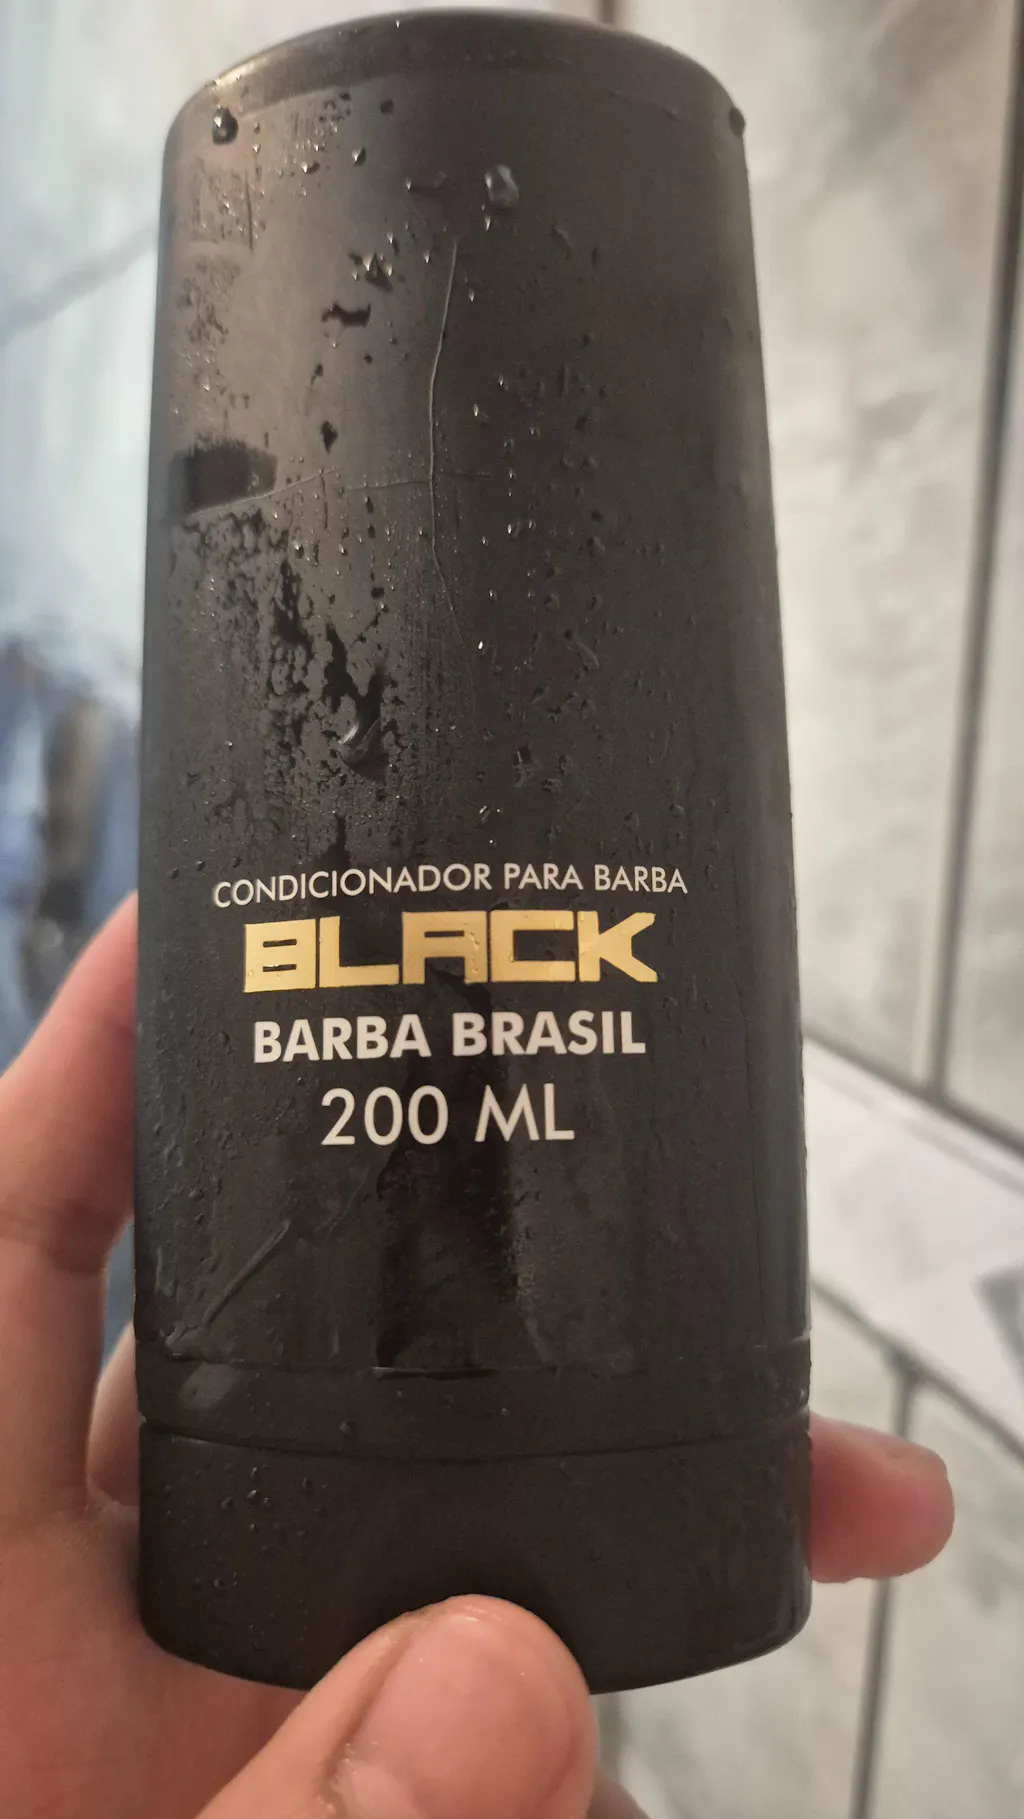 CONDICIONADOR PARA BARBA
BLACK
BARBA BRASIL
200 ML